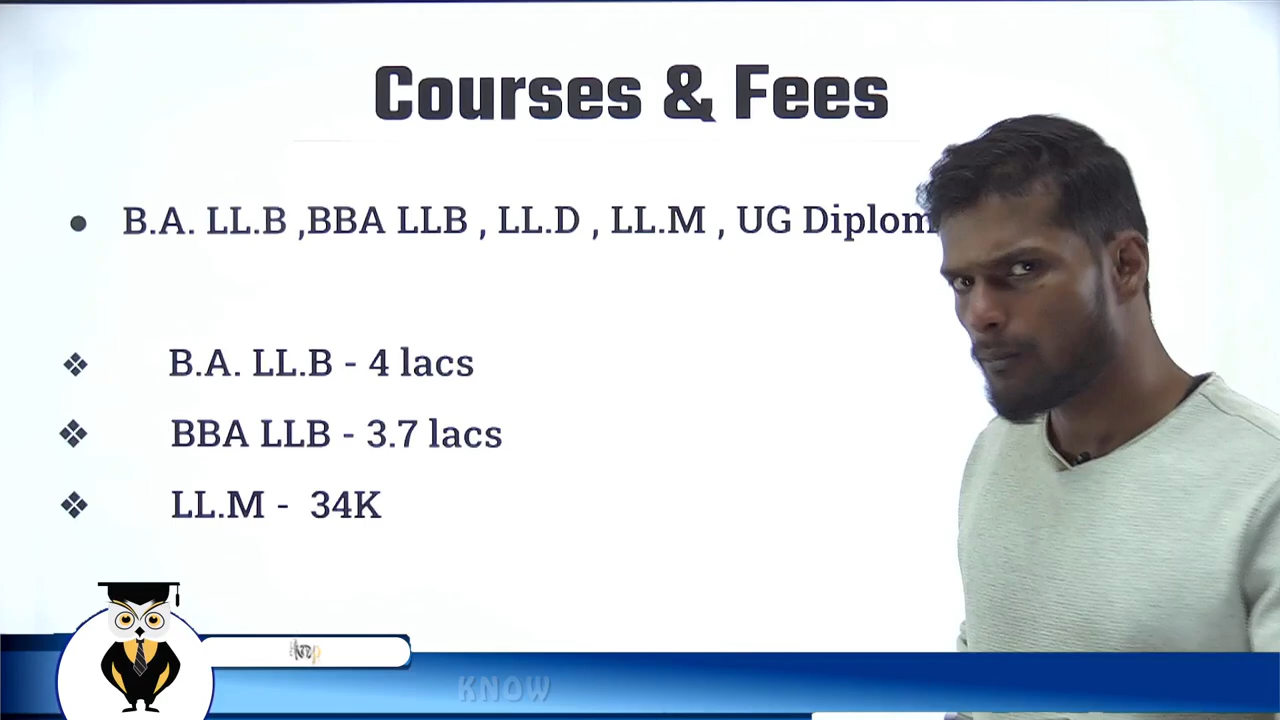 Courses & Fees
● B.A. LL.B ,BBA LLB , LL.D , LL.M , UG Diplom
❖ B.A. LL.B - 4 lacs
❖ BBA LLB - 3.7 lacs
❖ LL.M - 34K
KNOW